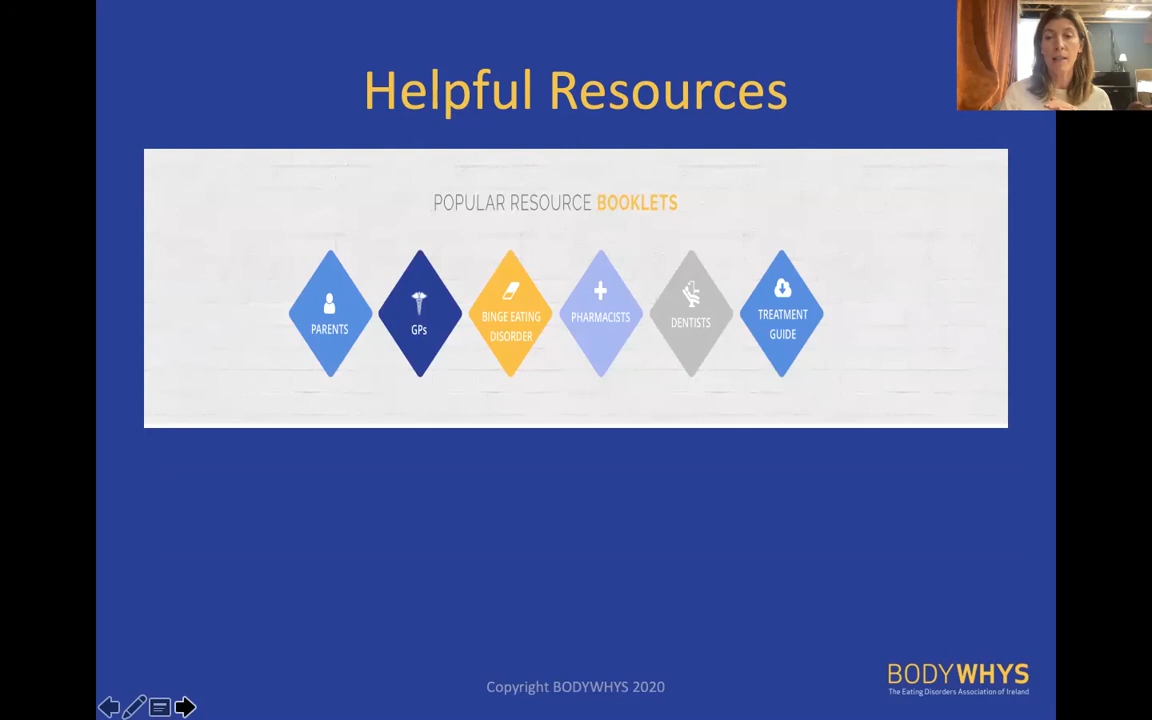 Helpful Resources
POPULAR RESOURCE BOOKLETS
PARENTS
GPs
BINGE EATING
DISORDER
PHARMACISTS
DENTISTS
TREATMENT
GUIDE
Copyright BODYWHYS 2020
BODYWHYS
The Eating Disorders Association of Ireland